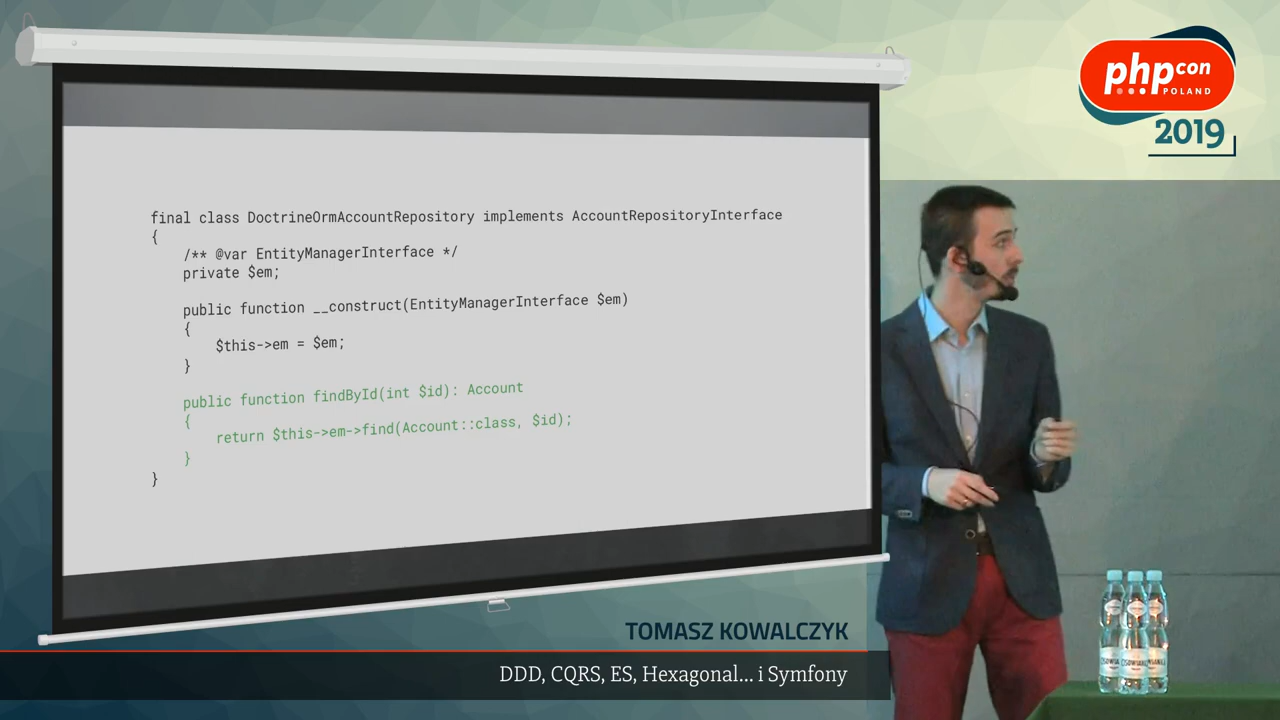 phpcon
POLAND
2019
final class DoctrineOrmAccountRepository implements AccountRepositoryInterface
{
/** @var EntityManagerInterface */
private $em;
public function __construct(EntityManagerInterface $em)
{
$this->em = $em;
}
public function findById(int $id): Account
{
return $this->em->find(Account::class, $id);
}
}
TOMASZ KOWALCZYK
DDD, CQRS, ES, Hexagonal... i Symfony